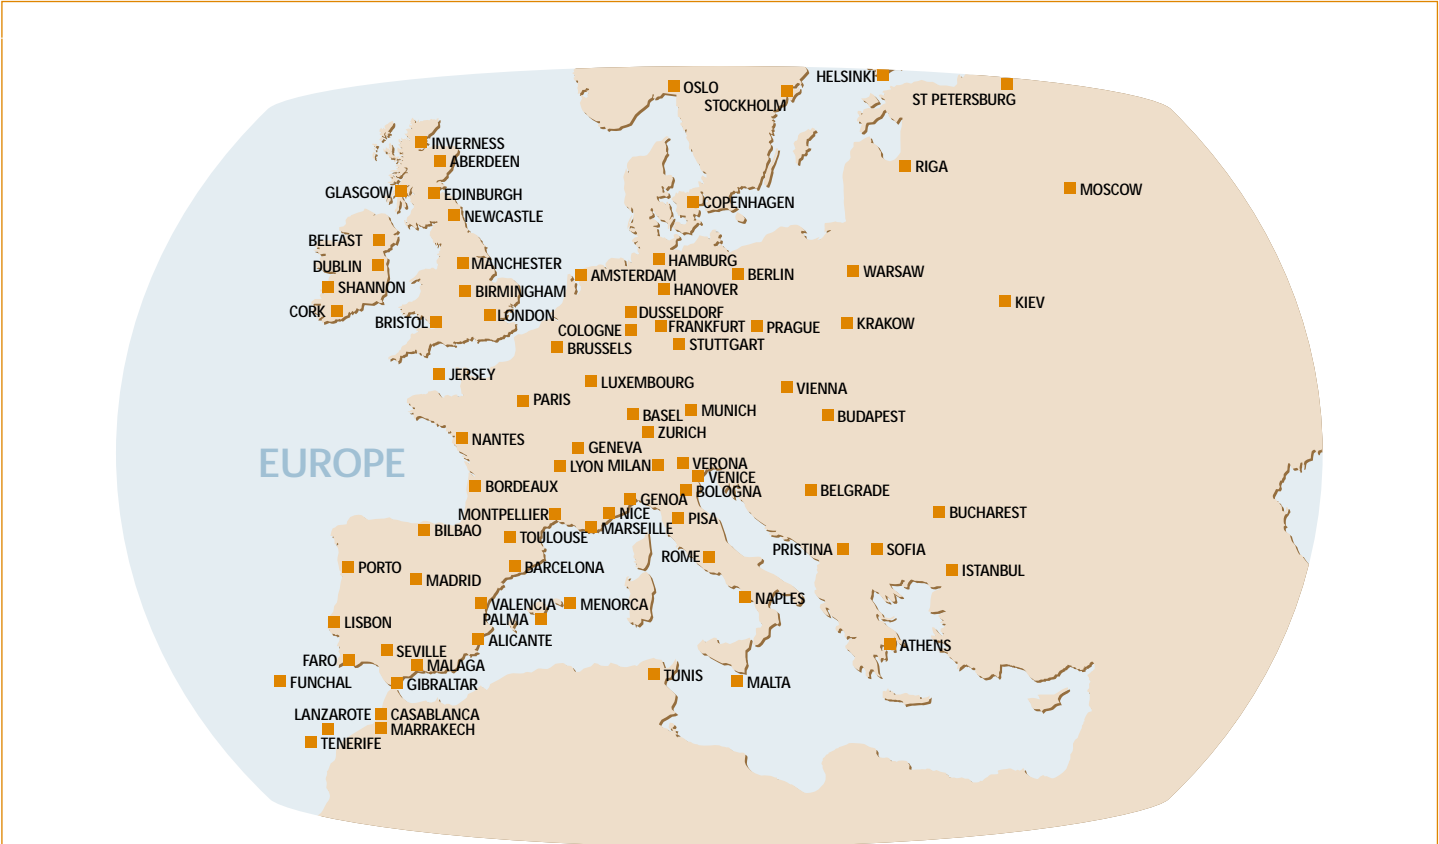 OSLO
HELSINKI
STOCKHOLM
ST PETERSBURG
INVERNESS
ABERDEEN
RIGA
MOSCOW
GLASGOW
EDINBURGH
COPENHAGEN
NEWCASTLE
BELFAST
DUBLIN
MANCHESTER
HAMBURG
AMSTERDAM
BERLIN
WARSAW
SHANNON
BIRMINGHAM
HANOVER
KIEV
CORK
LONDON
BRISTOL
DUSSELDORF
COLOGNE
FRANKFURT
PRAGUE
KRAKOW
BRUSSELS
STUTTGART
JERSEY
LUXEMBOURG
VIENNA
PARIS
BASEL
MUNICH
BUDAPEST
ZURICH
NANTES
GENEVA
EUROPE
LYON
MILAN
VERONA
VENICE
BORDEAUX
BOLOGNA
BELGRADE
GENOA
MONTPELLIER
NICE
PISA
BUCHAREST
BILBAO
MARSEILLE
TOULOUSE
ROME
PRISTINA
SOFIA
PORTO
MADRID
BARCELONA
ISTANBUL
VALENCIA
MENORCA
NAPLES
LISBON
PALMA
ALICANTE
ATHENS
SEVILLE
FARO
MALAGA
TUNIS
FUNCHAL
GIBRALTAR
MALTA
LANZAROTE
CASABLANCA
MARRAKECH
TENERIFE